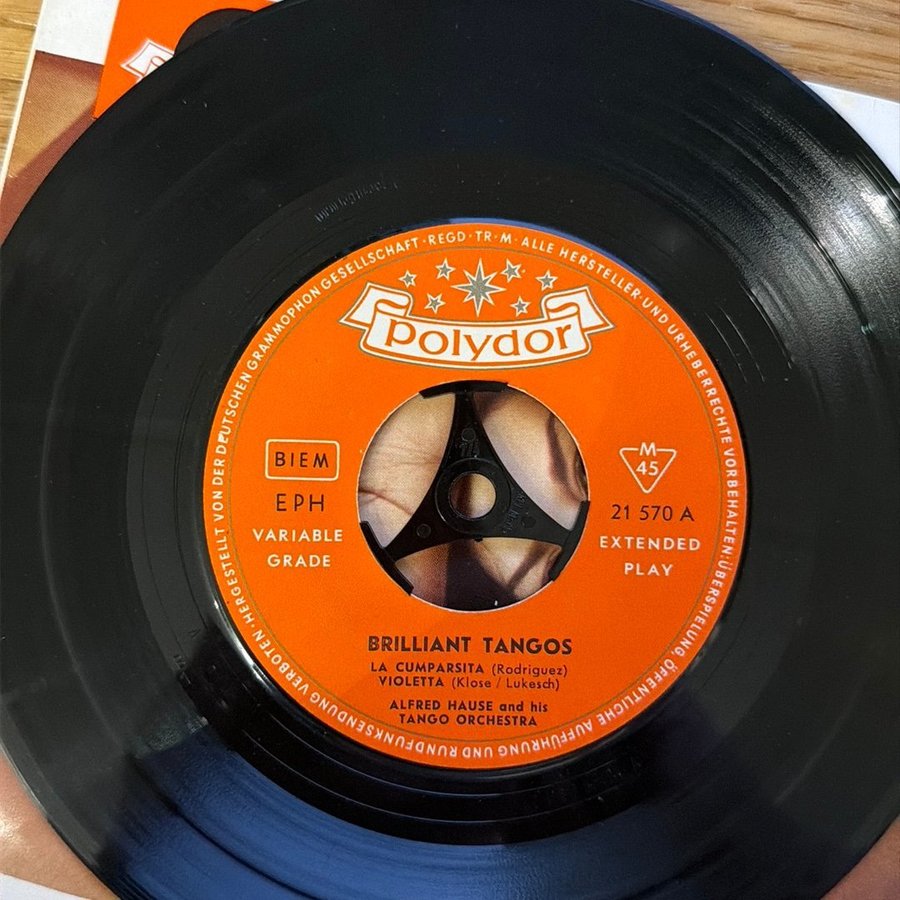 HERGESTELLT VON DER DEUTSCHEN GRAMMOPHON GESELLSCHAFT · REGD · TR · M · ALLE HERSTELLER- UND URHEBERRECHTE VORBEHALTEN: ÜBERSPIELUNG, ÖFFENTLICHE AUFFÜHRUNG UND RUNDFUNKSENDUNG VERBOTEN ·
Polydor
BIEM
EPH
VARIABLE
GRADE
M
45
21 570 A
EXTENDED
PLAY
BRILLIANT TANGOS
LA CUMPARSITA (Rodriguez)
VIOLETTA (Klose / Lukesch)
ALFRED HAUSE and his
TANGO ORCHESTRA